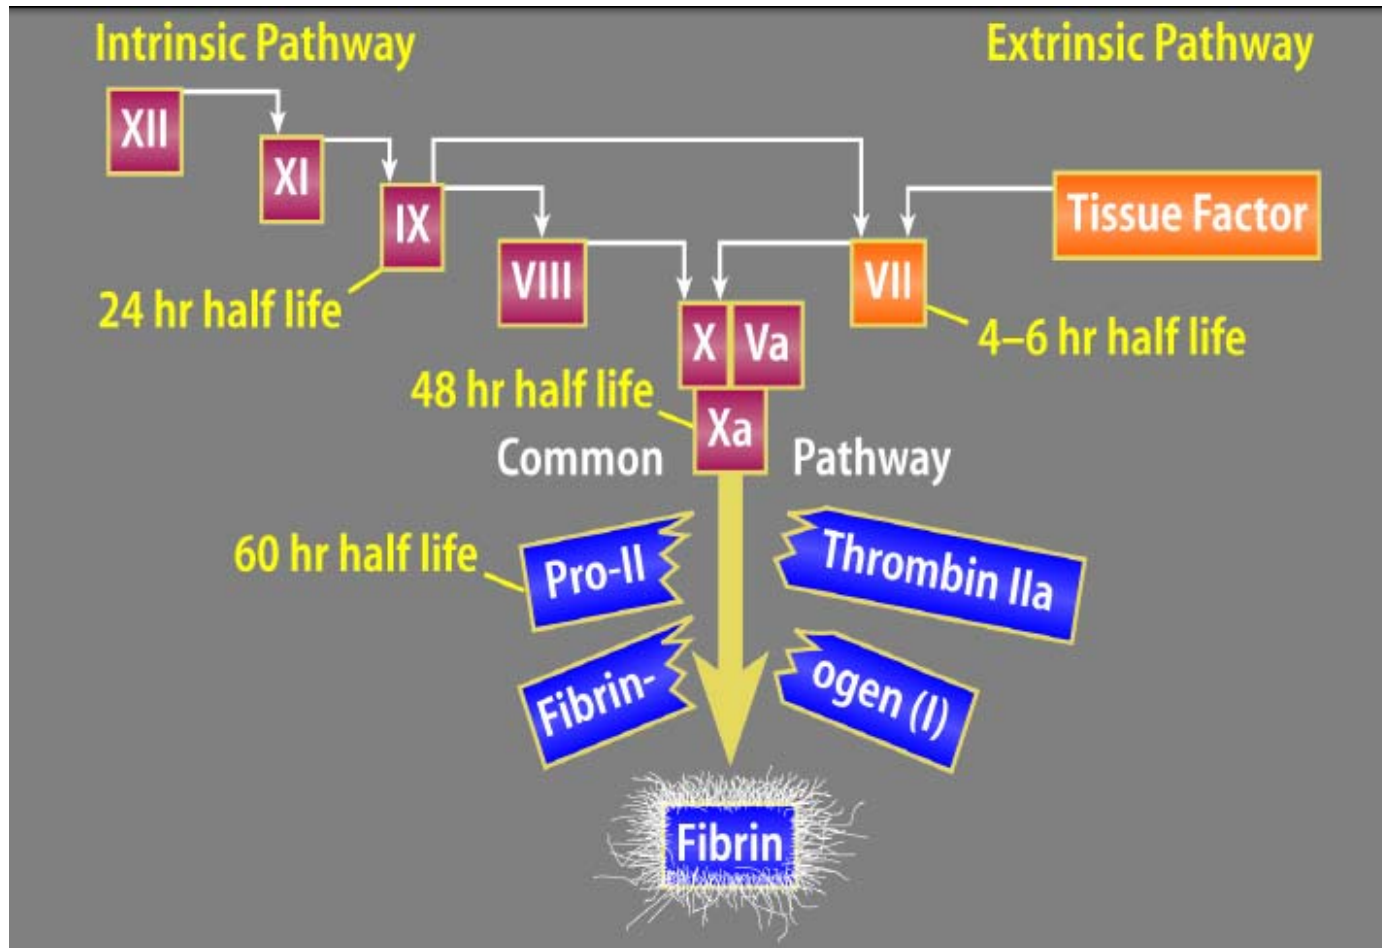 Intrinsic Pathway
Extrinsic Pathway
XII
XI
IX
VIII
VII
Tissue Factor
24 hr half life
4–6 hr half life
X
Va
48 hr half life
Xa
Common
Pathway
60 hr half life
Pro-II
Thrombin IIa
Fibrin-
ogen (I)
Fibrin